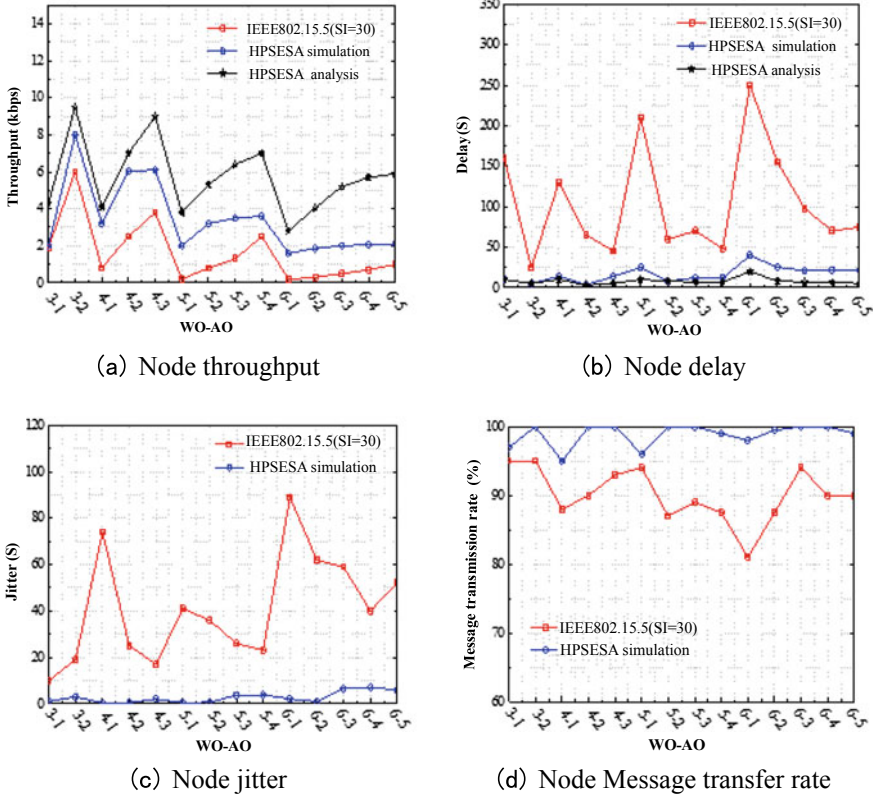 14
12
10
8
6
4
2
0
Throughput (kbps)
IEEE802.15.5(SI=30)
HPSESA simulation
HPSESA analysis
3-1 3-2 4-1 4-2 4-3 5-1 5-2 5-3 5-4 6-1 6-2 6-3 6-4 6-5
WO-AO
(a) Node throughput
350
300
250
200
150
100
50
0
Delay(S)
IEEE802.15.5(SI=30)
HPSESA simulation
HPSESA analysis
3-1 3-2 4-1 4-2 4-3 5-1 5-2 5-3 5-4 6-1 6-2 6-3 6-4 6-5
WO-AO
(b) Node delay
120
100
80
60
40
20
0
Jitter (S)
IEEE802.15.5(SI=30)
HPSESA simulation
3-1 3-2 4-1 4-2 4-3 5-1 5-2 5-3 5-4 6-1 6-2 6-3 6-4 6-5
WO-AO
(c) Node jitter
100
90
80
70
60
Message transmission rate (%)
IEEE802.15.5(SI=30)
HPSESA simulation
3-1 3-2 4-1 4-2 4-3 5-1 5-2 5-3 5-4 6-1 6-2 6-3 6-4 6-5
WO-AO
(d) Node Message transfer rate